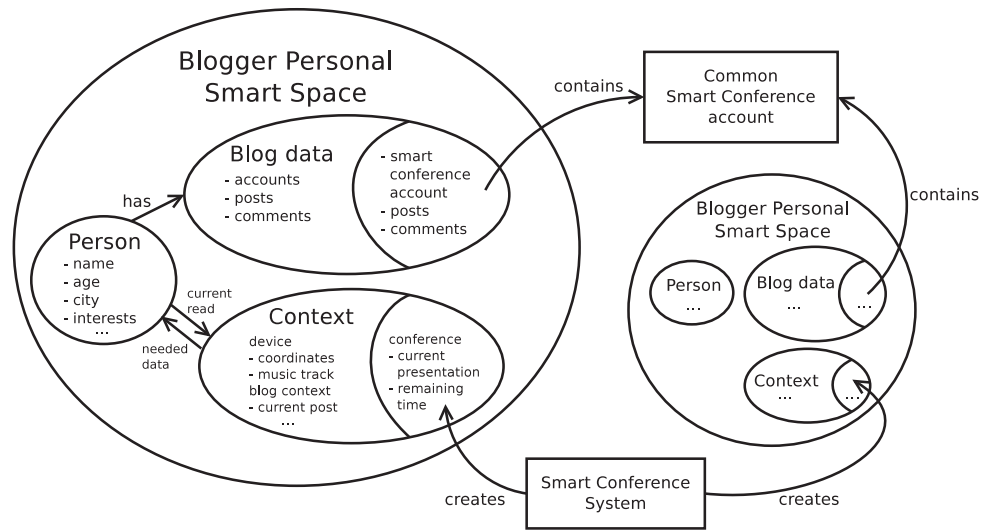 Blogger Personal
Smart Space
Blog data
- accounts
- posts
- comments
- smart
conference
account
- posts
- comments
has
Person
- name
- age
- city
- interests
...
current
read
needed
data
Context
device
- coordinates
- music track
blog context
- current post
...
conference
- current
presentation
- remaining
time
contains
Common
Smart Conference
account
contains
Blogger Personal
Smart Space
Person
...
Blog data
...
...
Context
...
...
creates
Smart Conference
System
creates